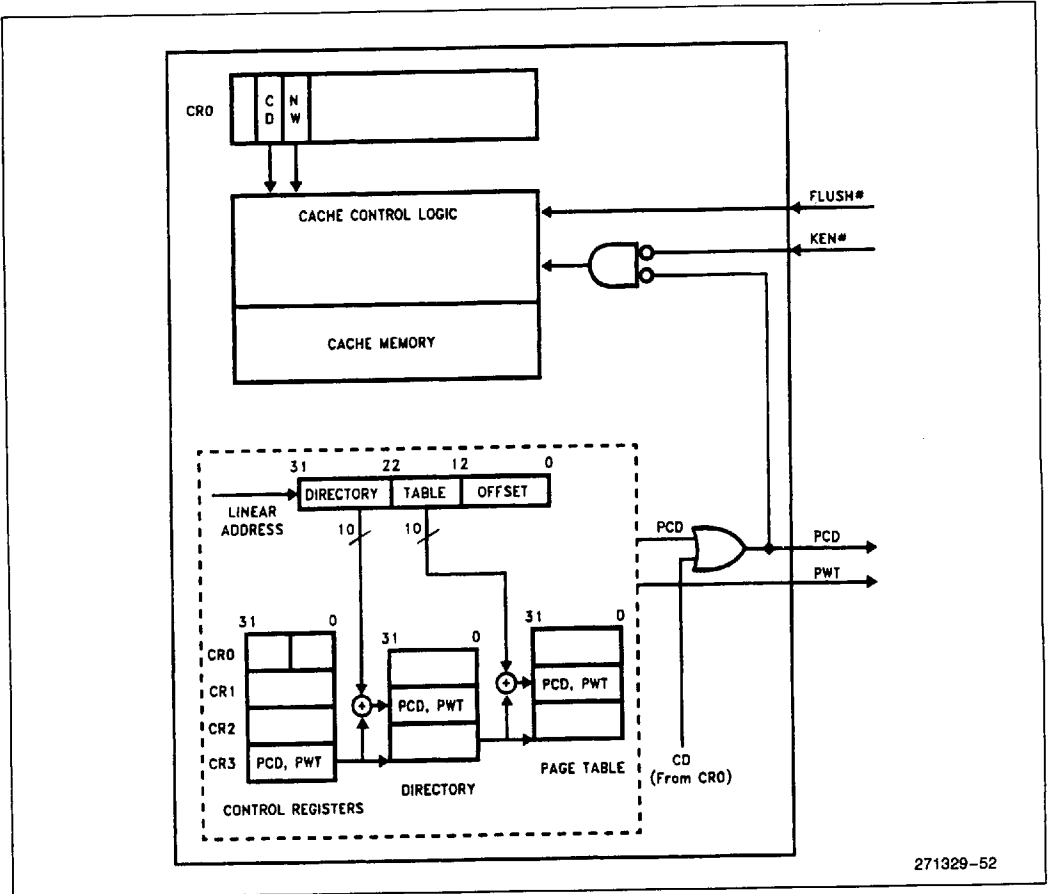 CR0
C
D
N
W
CACHE CONTROL LOGIC
CACHE MEMORY
FLUSH#
KEN#
31 22 12 0
DIRECTORY TABLE OFFSET
LINEAR
ADDRESS
10 10
PCD
PCD
PWT
31 0
31 0
31 0
CR0
CR1
CR2
CR3 PCD, PWT
PCD, PWT
PCD, PWT
CONTROL REGISTERS
DIRECTORY
PAGE TABLE
CD
(From CR0)
271329-52